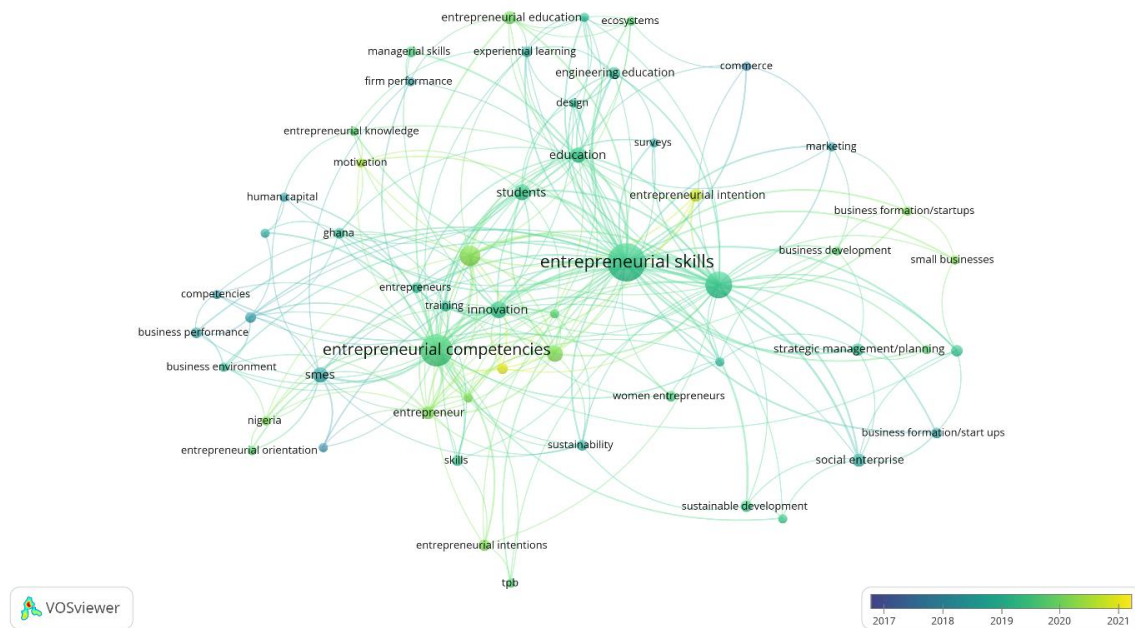 entrepreneurial education
ecosystems
managerial skills
experiential learning
engineering education
commerce
firm performance
design
entrepreneurial knowledge
surveys
marketing
motivation
education
human capital
students
entrepreneurial intention
business formation/startups
ghana
business development
small businesses
entrepreneurial skills
entrepreneurs
competencies
training
innovation
business performance
entrepreneurial competencies
strategic management/planning
business environment
smes
women entrepreneurs
nigeria
entrepreneur
business formation/start ups
entrepreneurial orientation
sustainability
skills
social enterprise
sustainable development
entrepreneurial intentions
tpb
VOSviewer
2017 2018 2019 2020 2021